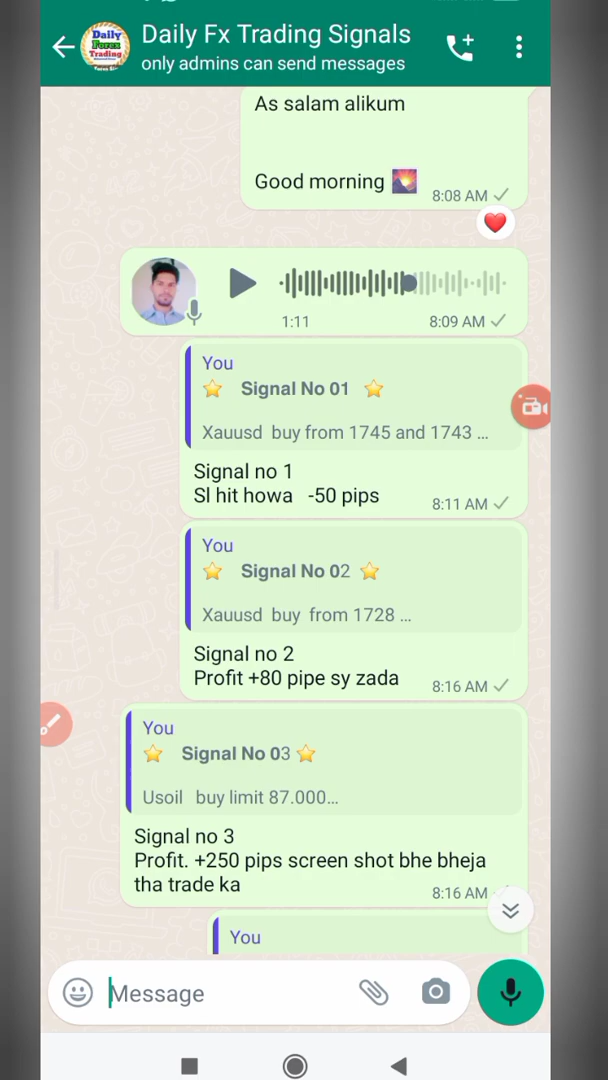 Daily Fx Trading Signals
only admins can send messages
Daily
Forex
Trading
As salam alikum
Good morning 🌄
8:08 AM
1:11
8:09 AM
You
⭐ Signal No 01 ⭐
Xauusd buy from 1745 and 1743 ...
Signal no 1
Sl hit howa -50 pips
8:11 AM
You
⭐ Signal No 02 ⭐
Xauusd buy from 1728 ...
Signal no 2
Profit +80 pipe sy zada
8:16 AM
You
⭐ Signal No 03 ⭐
Usoil buy limit 87.000...
Signal no 3
Profit. +250 pips screen shot bhe bheja
tha trade ka
8:16 AM
You
Message